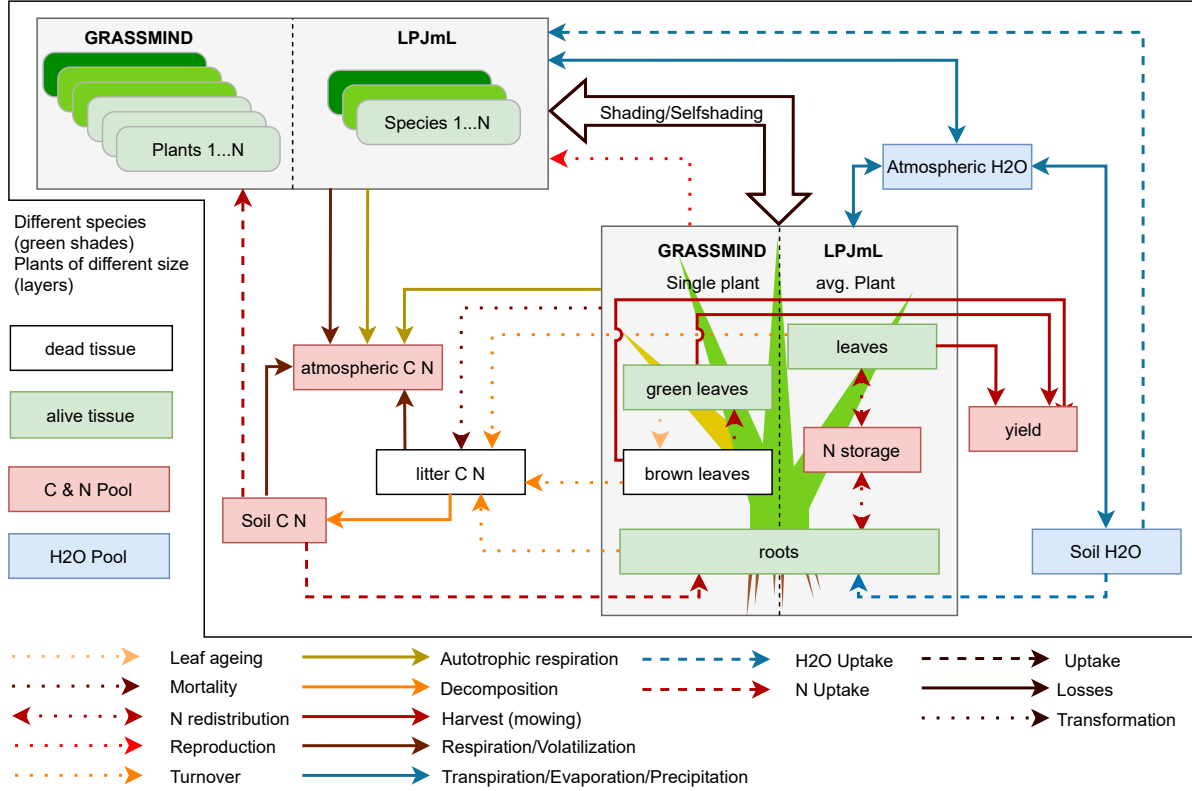 GRASSMIND
LPJmL
Plants 1...N
Species 1...N
Shading/Selfshading
Atmospheric H2O
Different species
(green shades)
Plants of different size
(layers)
GRASSMIND
LPJmL
Single plant
avg. Plant
dead tissue
atmospheric C N
leaves
green leaves
alive tissue
yield
N storage
litter C N
brown leaves
C & N Pool
Soil C N
H2O Pool
roots
Soil H2O
Leaf ageing
Autotrophic respiration
H2O Uptake
Uptake
Mortality
Decomposition
N Uptake
Losses
N redistribution
Harvest (mowing)
Transformation
Reproduction
Respiration/Volatilization
Turnover
Transpiration/Evaporation/Precipitation